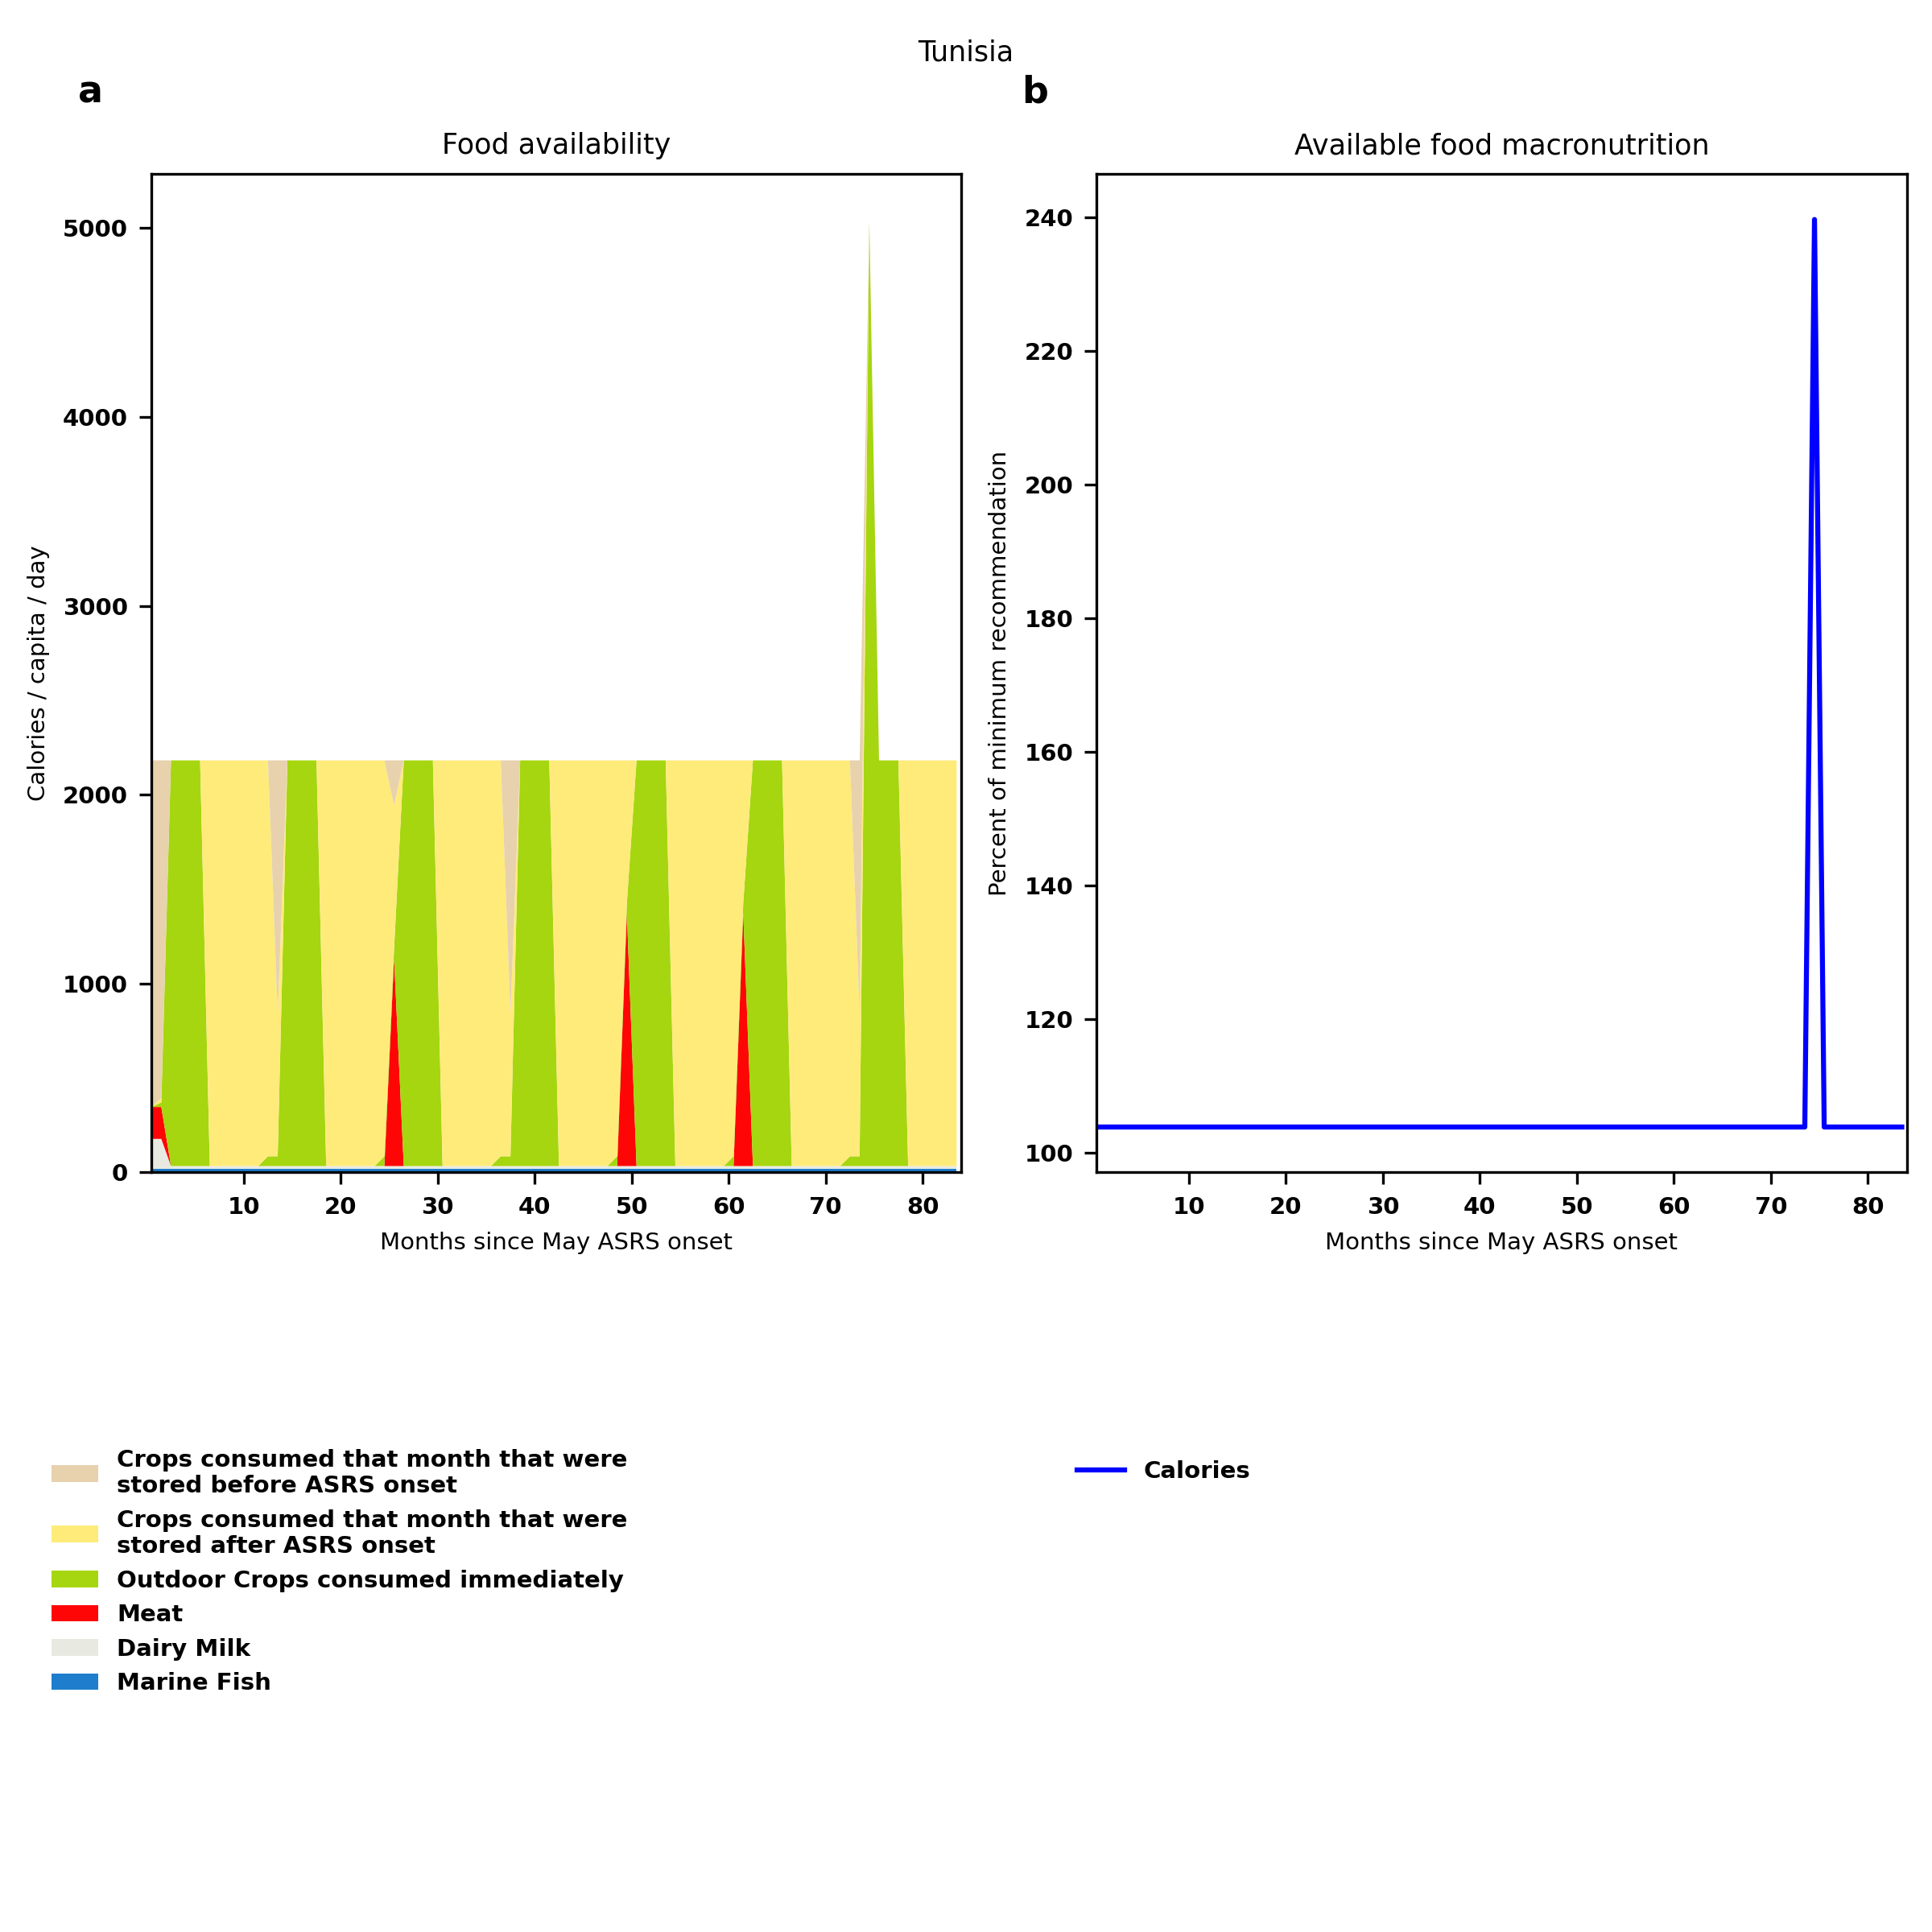 Tunisia
a
b
Food availability
Available food macronutrition
5000
4000
3000
2000
1000
0
Calories / capita / day
10 20 30 40 50 60 70 80
Months since May ASRS onset
240
220
200
180
160
140
120
100
Percent of minimum recommendation
10 20 30 40 50 60 70 80
Months since May ASRS onset
Crops consumed that month that were
stored before ASRS onset
Crops consumed that month that were
stored after ASRS onset
Outdoor Crops consumed immediately
Meat
Dairy Milk
Marine Fish
Calories